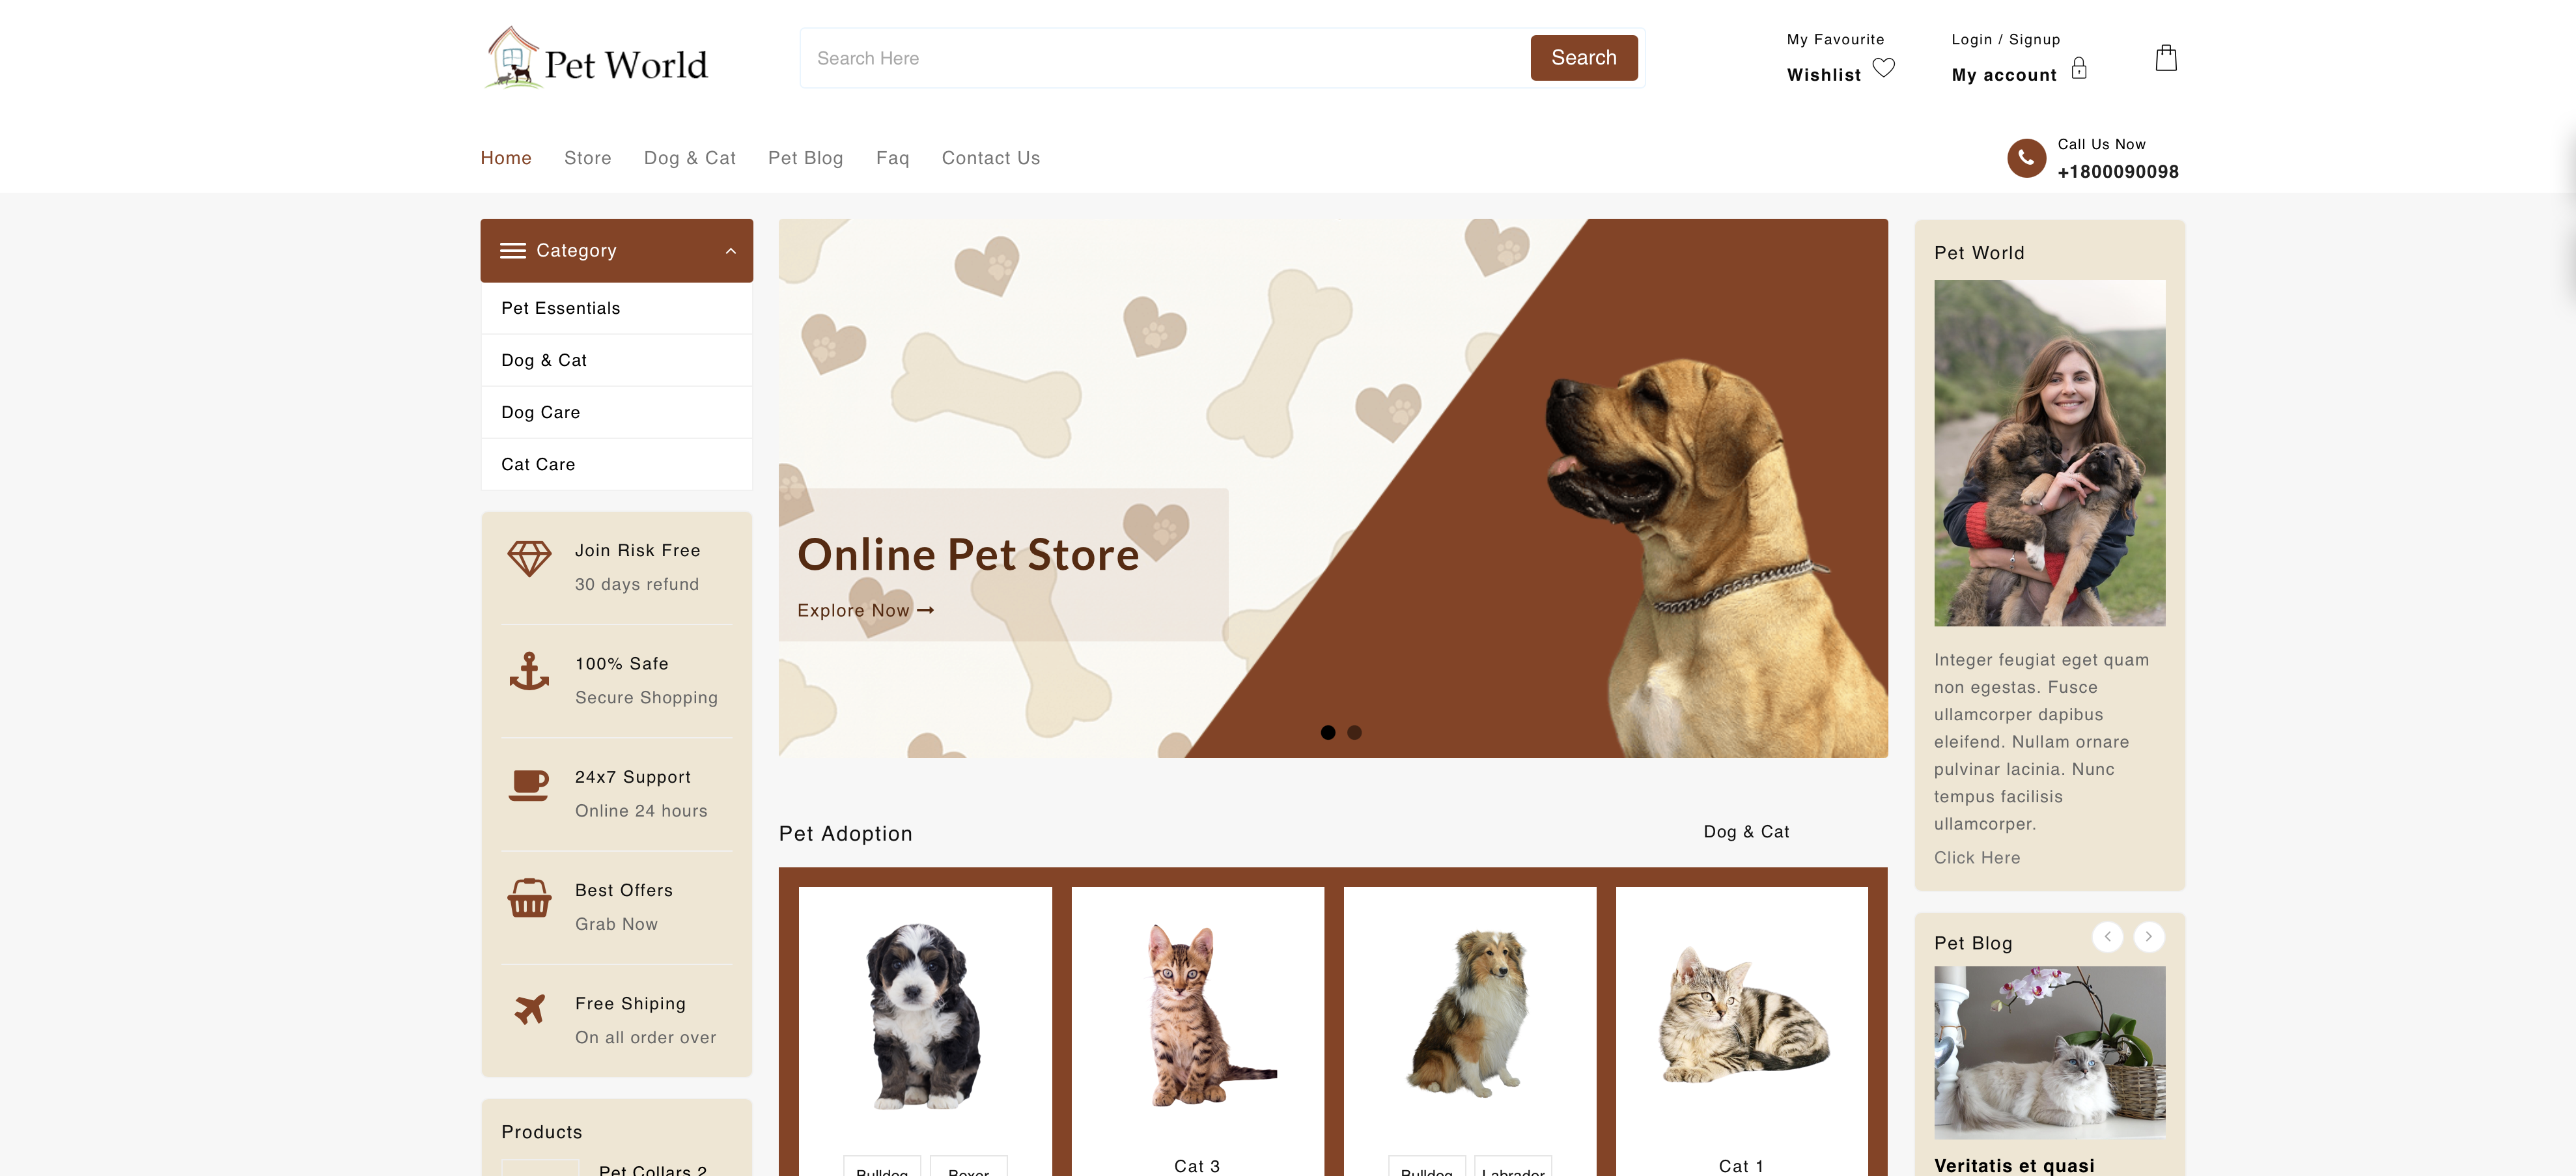 Pet World
Search Here
Search
My Favourite
Wishlist
Login / Signup
My account
Home
Store
Dog & Cat
Pet Blog
Faq
Contact Us
Call Us Now
+1800090098
Category
Pet Essentials
Dog & Cat
Dog Care
Cat Care
Join Risk Free
30 days refund
100% Safe
Secure Shopping
24x7 Support
Online 24 hours
Best Offers
Grab Now
Free Shiping
On all order over
Products
Pet Collars 2
Online Pet Store
Explore Now
Pet Adoption
Dog & Cat
Bulldog
Boxer
Cat 3
Bulldog
Labrador
Cat 1
Pet World
Integer feugiat eget quam
non egestas. Fusce
ullamcorper dapibus
eleifend. Nullam ornare
pulvinar lacinia. Nunc
tempus facilisis
ullamcorper.
Click Here
Pet Blog
Veritatis et quasi